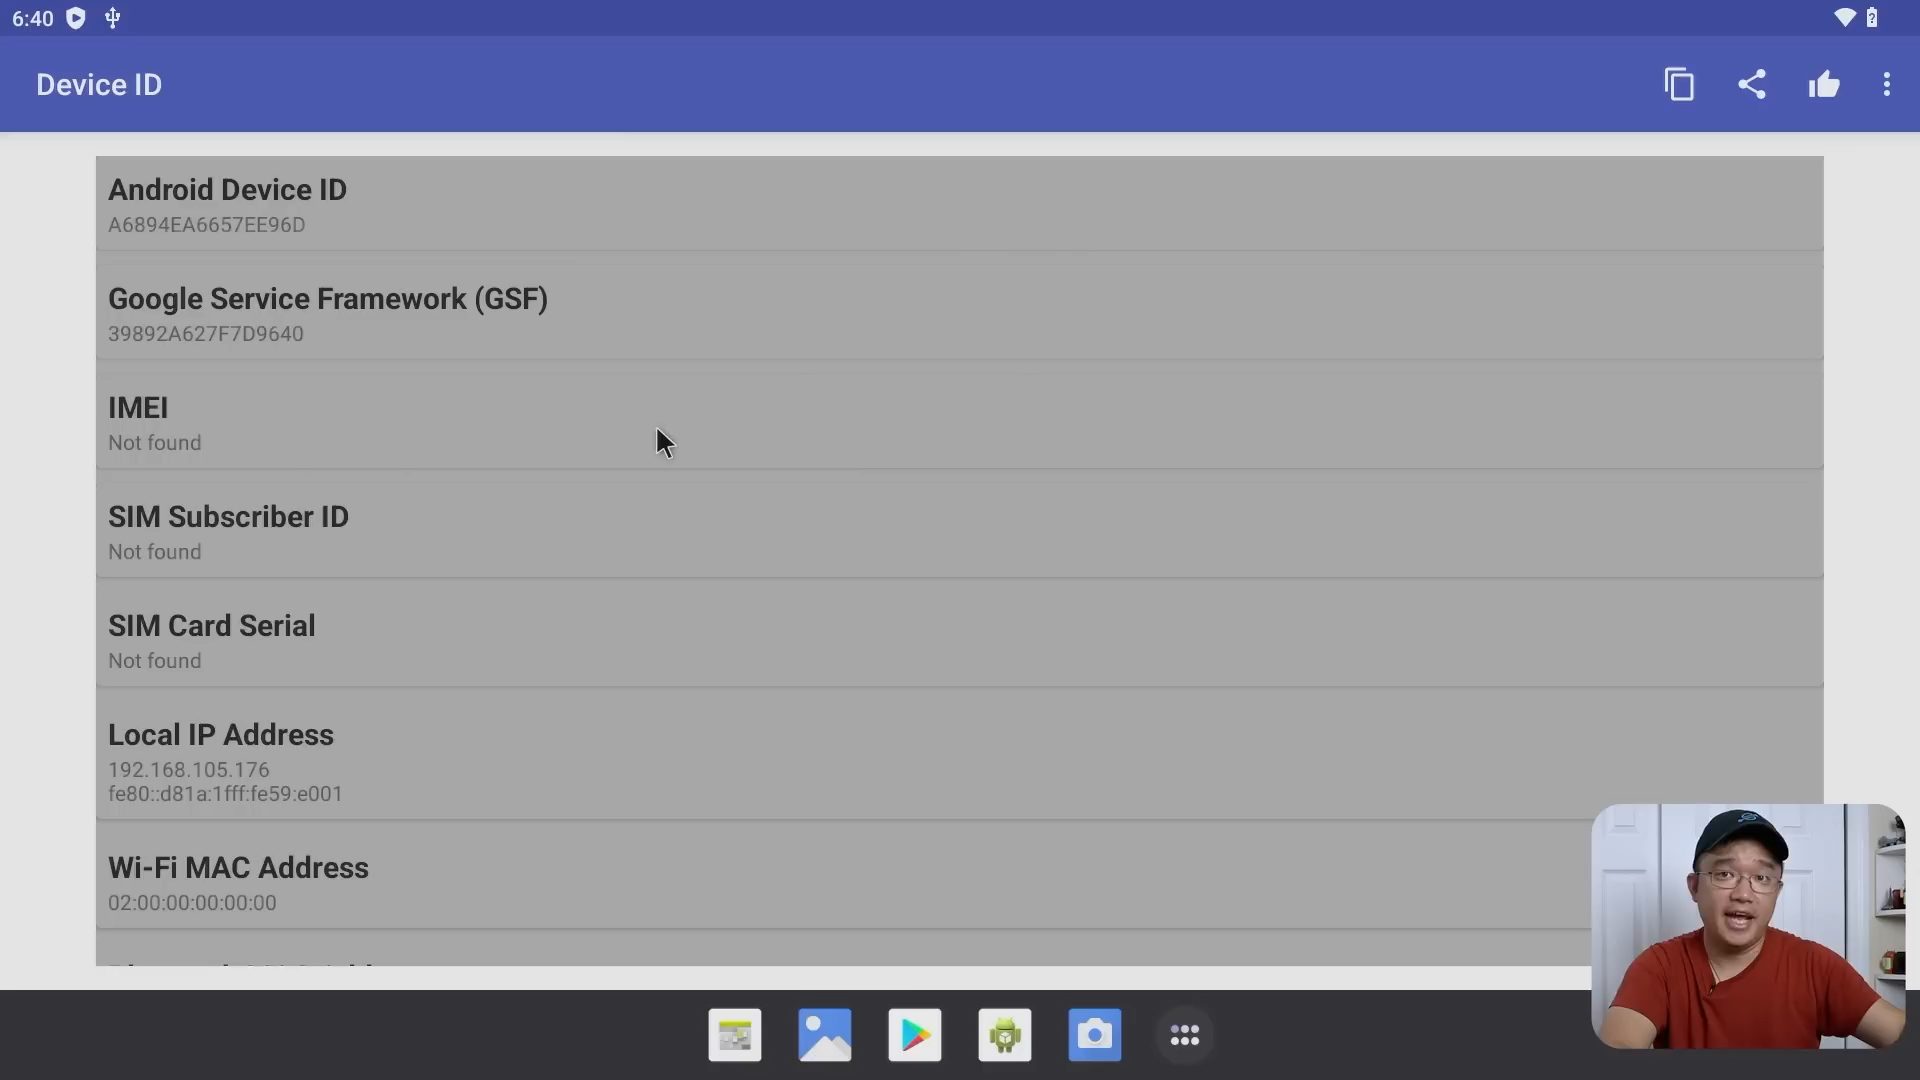 6:40
Device ID
Android Device ID
A6894EA6657EE96D
Google Service Framework (GSF)
39892A627F7D9640
IMEI
Not found
SIM Subscriber ID
Not found
SIM Card Serial
Not found
Local IP Address
192.168.105.176
fe80::d81a:1fff:fe59:e001
Wi-Fi MAC Address
02:00:00:00:00:00